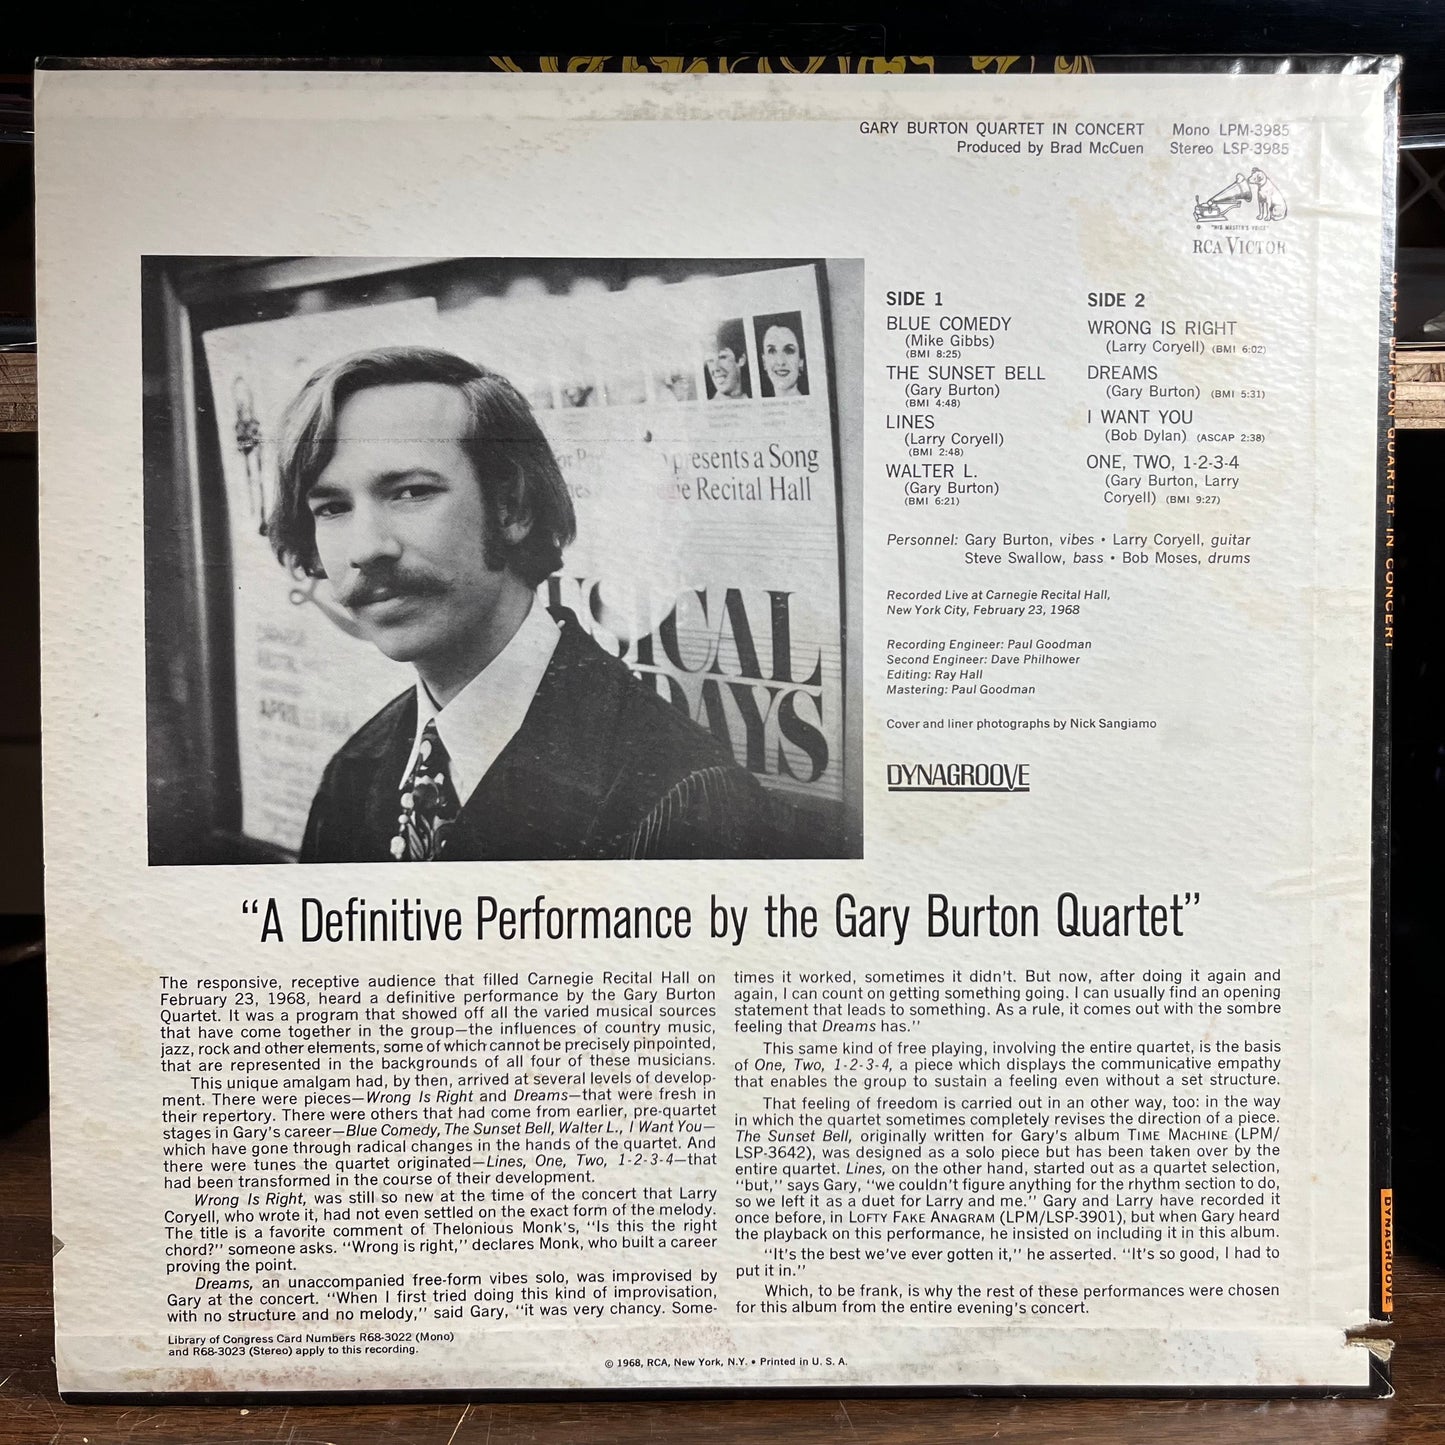 GARY BURTON QUARTET IN CONCERT Mono LPM-3985
Produced by Brad McCuen Stereo LSP-3985
"HIS MASTER'S VOICE"
RCA VICTOR
presents a Song
Recital Hall
SIDE 1
BLUE COMEDY
(Mike Gibbs)
(BMI 8:25)
THE SUNSET BELL
(Gary Burton)
(BMI 4:48)
LINES
(Larry Coryell)
(BMI 2:48)
WALTER L.
(Gary Burton)
(BMI 6:21)
SIDE 2
WRONG IS RIGHT
(Larry Coryell) (BMI 6:02)
DREAMS
(Gary Burton) (BMI 5:31)
I WANT YOU
(Bob Dylan) (ASCAP 2:38)
ONE, TWO, 1-2-3-4
(Gary Burton, Larry
Coryell) (BMI 9:27)
Personnel: Gary Burton, vibes • Larry Coryell, guitar
Steve Swallow, bass • Bob Moses, drums
Recorded Live at Carnegie Recital Hall,
New York City, February 23, 1968
Recording Engineer: Paul Goodman
Second Engineer: Dave Philhower
Editing: Ray Hall
Mastering: Paul Goodman
Cover and liner photographs by Nick Sangiamo
DYNAGROOVE
"A Definitive Performance by the Gary Burton Quartet"
The responsive, receptive audience that filled Carnegie Recital Hall on
February 23, 1968, heard a definitive performance by the Gary Burton
Quartet. It was a program that showed off all the varied musical sources
that have come together in the group—the influences of country music,
jazz, rock and other elements, some of which cannot be precisely pinpointed,
that are represented in the backgrounds of all four of these musicians.
This unique amalgam had, by then, arrived at several levels of develop-
ment. There were pieces—Wrong Is Right and Dreams—that were fresh in
their repertory. There were others that had come from earlier, pre-quartet
stages in Gary's career—Blue Comedy, The Sunset Bell, Walter L., I Want You—
which have gone through radical changes in the hands of the quartet. And
there were tunes the quartet originated—Lines, One, Two, 1-2-3-4—that
had been transformed in the course of their development.
Wrong Is Right, was still so new at the time of the concert that Larry
Coryell, who wrote it, had not even settled on the exact form of the melody.
The title is a favorite comment of Thelonious Monk's, "Is this the right
chord?" someone asks. "Wrong is right," declares Monk, who built a career
proving the point.
Dreams, an unaccompanied free-form vibes solo, was improvised by
Gary at the concert. "When I first tried doing this kind of improvisation,
with no structure and no melody," said Gary, "it was very chancy. Some-
times it worked, sometimes it didn't. But now, after doing it again and
again, I can count on getting something going. I can usually find an opening
statement that leads to something. As a rule, it comes out with the sombre
feeling that Dreams has."
This same kind of free playing, involving the entire quartet, is the basis
of One, Two, 1-2-3-4, a piece which displays the communicative empathy
that enables the group to sustain a feeling even without a set structure.
That feeling of freedom is carried out in an other way, too: in the way
in which the quartet sometimes completely revises the direction of a piece.
The Sunset Bell, originally written for Gary's album TIME MACHINE (LPM/
LSP-3642), was designed as a solo piece but has been taken over by the
entire quartet. Lines, on the other hand, started out as a quartet selection,
"but," says Gary, "we couldn't figure anything for the rhythm section to do,
so we left it as a duet for Larry and me." Gary and Larry have recorded it
once before, in LOFTY FAKE ANAGRAM (LPM/LSP-3901), but when Gary heard
the playback on this performance, he insisted on including it in this album.
"It's the best we've ever gotten it," he asserted. "It's so good, I had to
put it in."
Which, to be frank, is why the rest of these performances were chosen
for this album from the entire evening's concert.
Library of Congress Card Numbers R68-3022 (Mono)
and R68-3023 (Stereo) apply to this recording.
© 1968, RCA, New York, N.Y. • Printed in U. S. A.
GARY BURTON QUARTET IN CONCERT
DYNAGROOVE